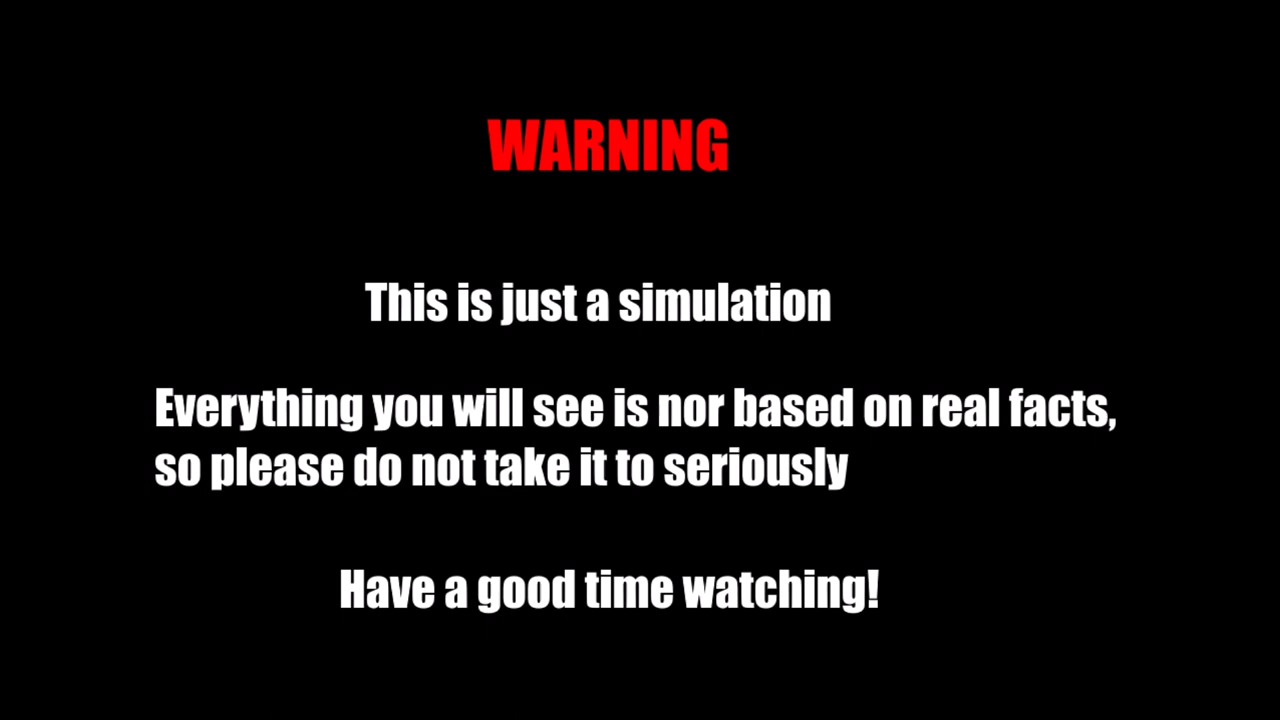 WARNING
This is just a simulation
Everything you will see is nor based on real facts,
so please do not take it to seriously
Have a good time watching!